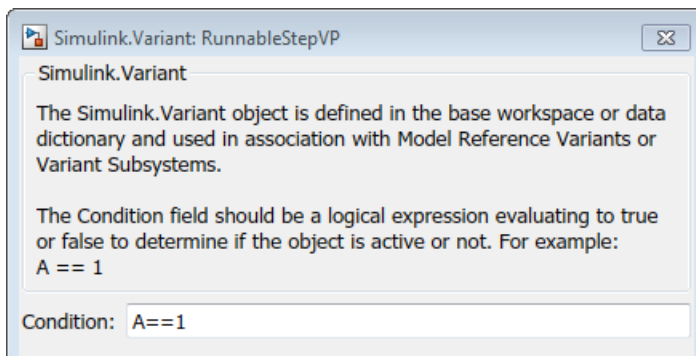 Simulink.Variant: RunnableStepVP
Simulink.Variant
The Simulink.Variant object is defined in the base workspace or data
dictionary and used in association with Model Reference Variants or
Variant Subsystems.
The Condition field should be a logical expression evaluating to true
or false to determine if the object is active or not. For example:
A == 1
Condition: A==1